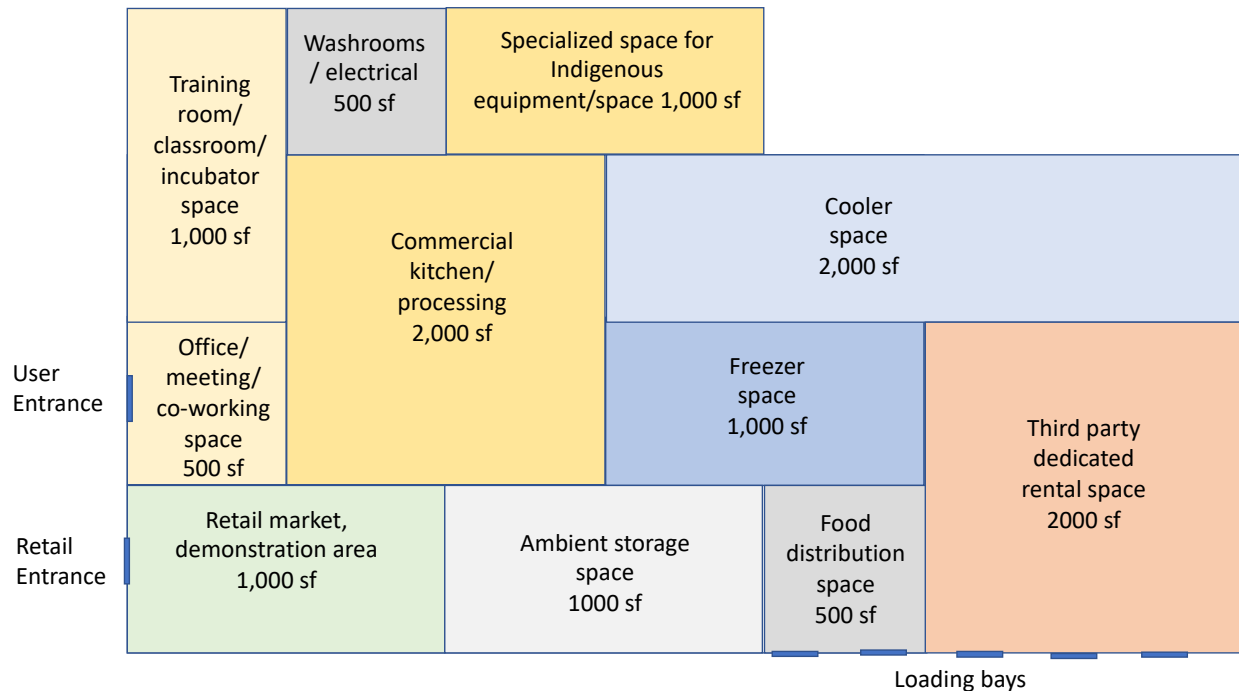 Training
room/
classroom/
incubator
space
1,000 sf
Washrooms
/ electrical
500 sf
Specialized space for
Indigenous
equipment/space 1,000 sf
Commercial
kitchen/
processing
2,000 sf
Cooler
space
2,000 sf
User
Entrance
Office/
meeting/
co-working
space
500 sf
Freezer
space
1,000 sf
Third party
dedicated
rental space
2000 sf
Retail
Entrance
Retail market,
demonstration area
1,000 sf
Ambient storage
space
1000 sf
Food
distribution
space
500 sf
Loading bays